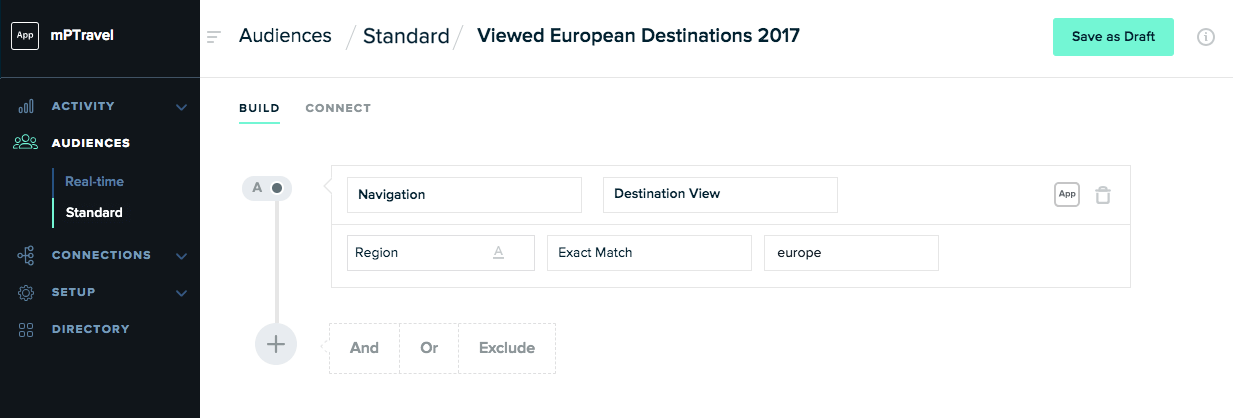 App mPTravel
Audiences / Standard / Viewed European Destinations 2017
Save as Draft
i
ACTIVITY
AUDIENCES
Real-time
Standard
CONNECTIONS
SETUP
DIRECTORY
BUILD CONNECT
A
Navigation Destination View App
Region A Exact Match europe
+ And Or Exclude